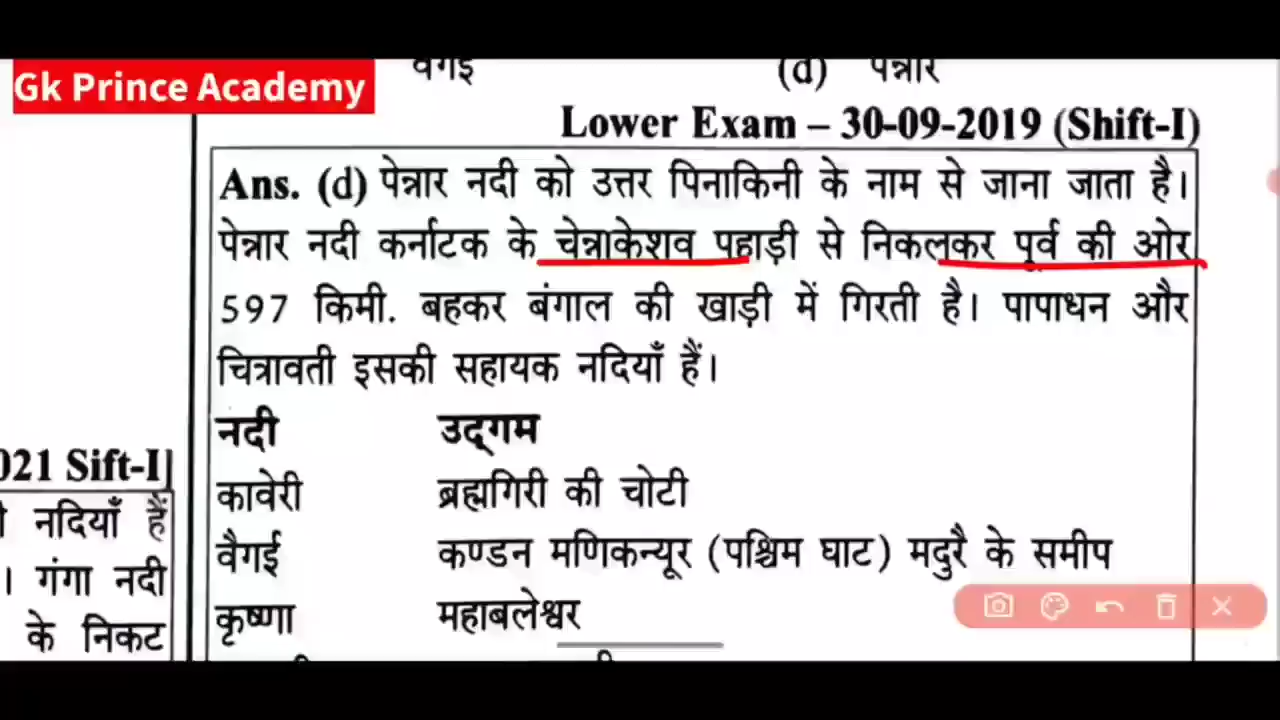 Gk Prince Academy
वैगई (d) पेन्नार
Lower Exam – 30-09-2019 (Shift-I)
Ans. (d) पेन्नार नदी को उत्तर पिनाकिनी के नाम से जाना जाता है।
पेन्नार नदी कर्नाटक के चेन्नाकेशव पहाड़ी से निकलकर पूर्व की ओर
597 किमी. बहकर बंगाल की खाड़ी में गिरती है। पापाधन और
चित्रावती इसकी सहायक नदियाँ हैं।
नदी उद्गम
कावेरी ब्रह्मगिरी की चोटी
वैगई कण्डन मणिकन्यूर (पश्चिम घाट) मदुरै के समीप
कृष्णा महाबलेश्वर
021 Sift-I]
नदियाँ हैं
। गंगा नदी
के निकट